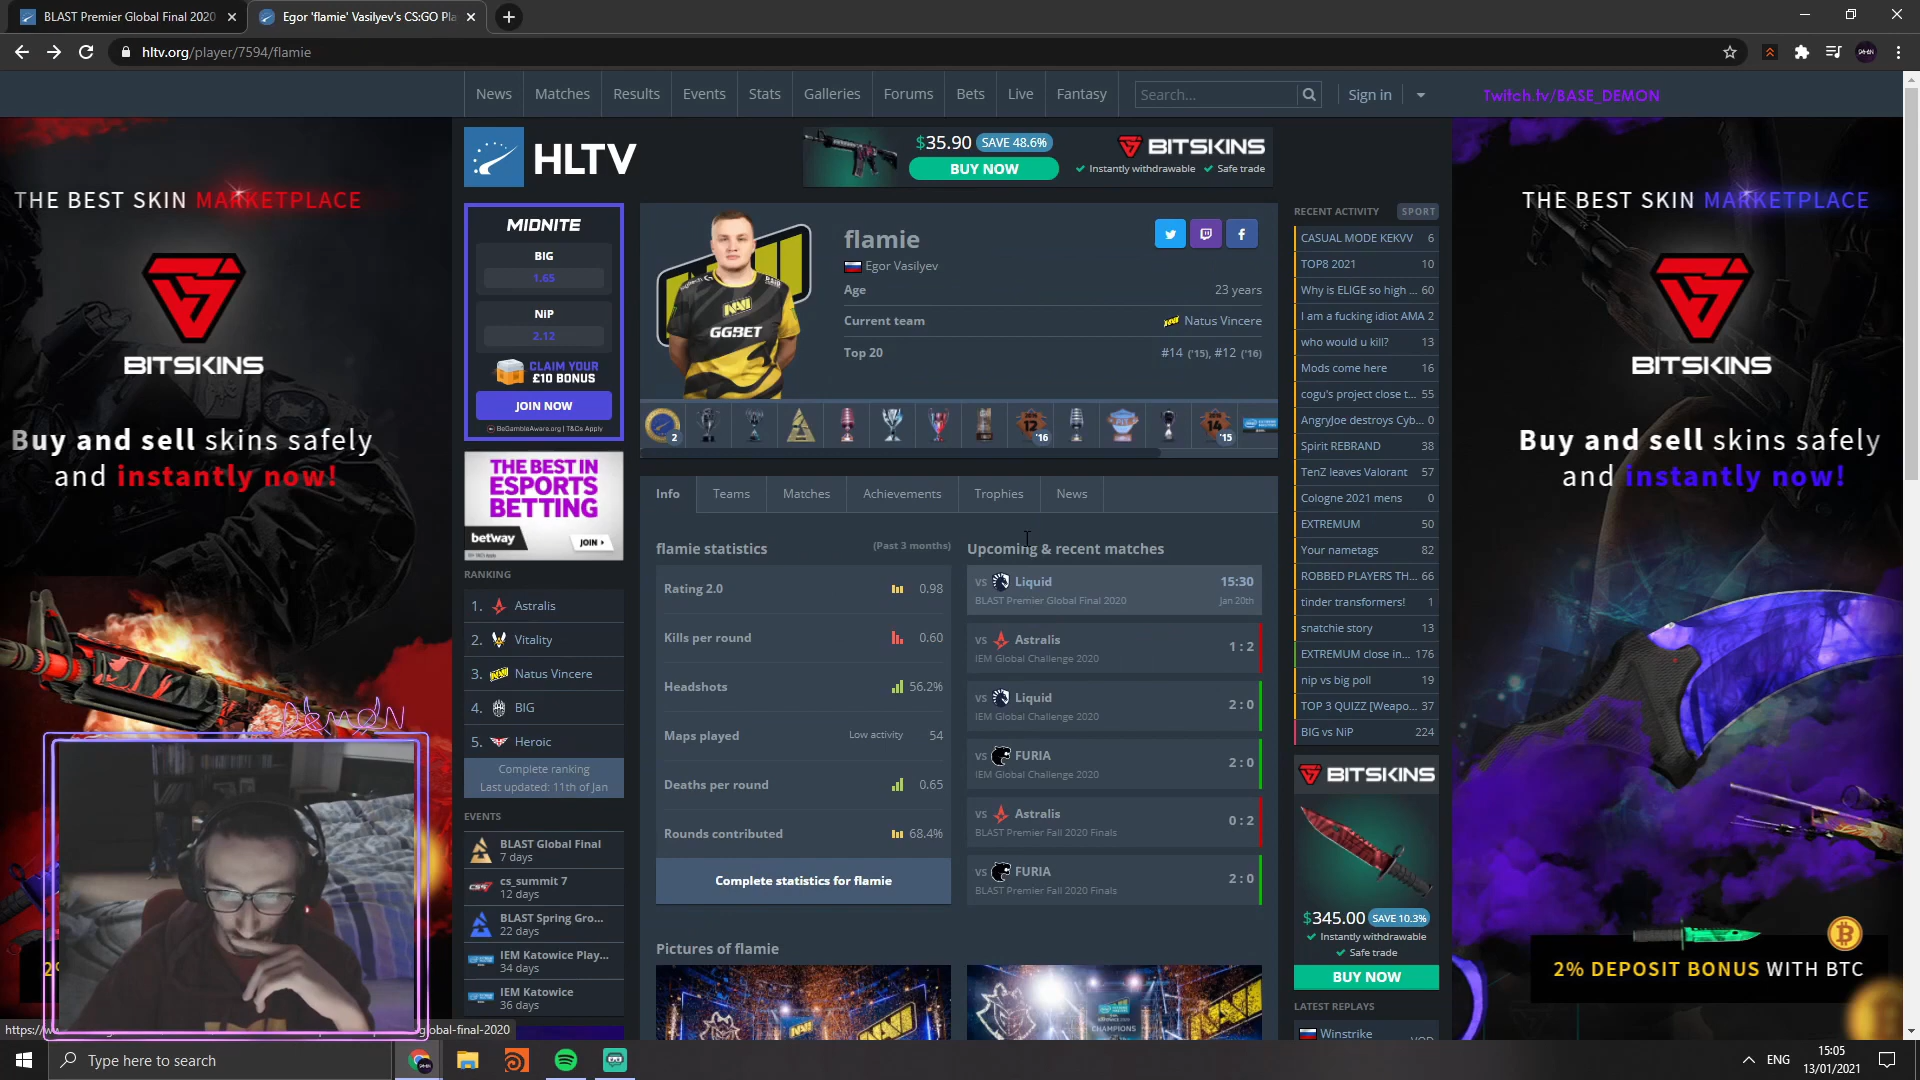 BLAST Premier Global Final 2020
Egor 'flamie' Vasilyev's CS:GO Pla
hltv.org/player/7594/flamie
News
Matches
Results
Events
Stats
Galleries
Forums
Bets
Live
Fantasy
Search...
Sign in
Twitch.tv/BASE_DEMON
HLTV
$35.90 SAVE 48.6%
BUY NOW
BITSKINS
Instantly withdrawable
Safe trade
THE BEST SKIN MARKETPLACE
BITSKINS
Buy and sell skins safely
and instantly now!
MIDNITE
BIG
1.65
NiP
2.12
CLAIM YOUR
£10 BONUS
JOIN NOW
BeGambleAware.org | T&Cs Apply
THE BEST IN
ESPORTS
BETTING
betway
JOIN
RANKING
1. Astralis
2. Vitality
3. Natus Vincere
4. BIG
5. Heroic
Complete ranking
Last updated: 11th of Jan
EVENTS
BLAST Global Final
7 days
cs_summit 7
12 days
BLAST Spring Gro...
22 days
IEM Katowice Play...
34 days
IEM Katowice
36 days
GGBET
flamie
Egor Vasilyev
Age
23 years
Current team
Natus Vincere
Top 20
#14 ('15), #12 ('16)
2
12
'16
14
'15
Info
Teams
Matches
Achievements
Trophies
News
flamie statistics
(Past 3 months)
Rating 2.0
0.98
Kills per round
0.60
Headshots
56.2%
Maps played
Low activity
54
Deaths per round
0.65
Rounds contributed
68.4%
Complete statistics for flamie
Pictures of flamie
Upcoming & recent matches
vs Liquid
15:30
BLAST Premier Global Final 2020
Jan 20th
vs Astralis
1 : 2
IEM Global Challenge 2020
vs Liquid
2 : 0
IEM Global Challenge 2020
vs FURIA
2 : 0
IEM Global Challenge 2020
vs Astralis
0 : 2
BLAST Premier Fall 2020 Finals
vs FURIA
2 : 0
BLAST Premier Fall 2020 Finals
RECENT ACTIVITY
SPORT
CASUAL MODE KEKVV 6
TOP8 2021 10
Why is ELIGE so high ... 60
I am a fucking idiot AMA 2
who would u kill? 13
Mods come here 16
cogu's project close t... 55
AngryJoe destroys Cyb... 0
Spirit REBRAND 38
TenZ leaves Valorant 57
Cologne 2021 mens 0
EXTREMUM 50
Your nametags 82
ROBBED PLAYERS TH... 66
tinder transformers! 1
snatchie story 13
EXTREMUM close in... 176
nip vs big poll 19
TOP 3 QUIZZ [Weapo... 37
BIG vs NiP 224
BITSKINS
$345.00 SAVE 10.3%
Instantly withdrawable
Safe trade
BUY NOW
LATEST REPLAYS
Winstrike
VOD
THE BEST SKIN MARKETPLACE
BITSKINS
Buy and sell skins safely
and instantly now!
2% DEPOSIT BONUS WITH BTC
DEMON
global-final-2020
Type here to search
ENG
15:05
13/01/2021